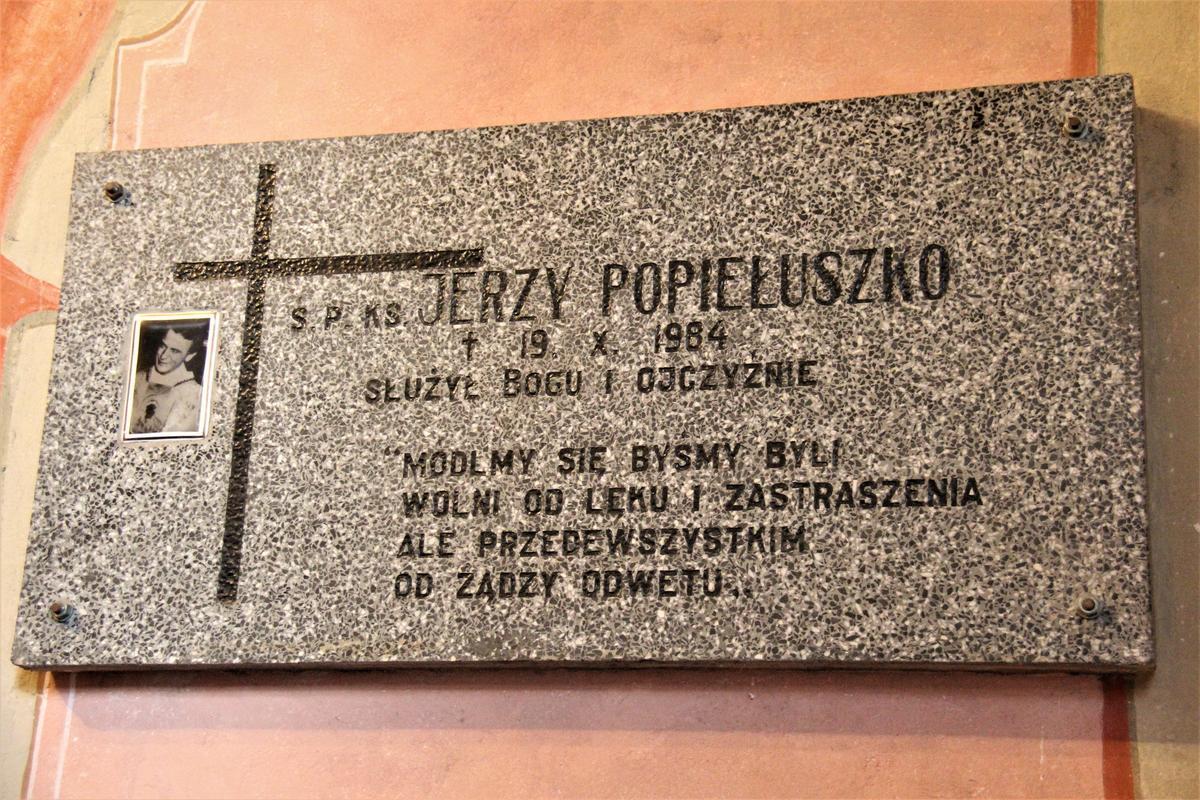 Ś. P. KS. JERZY POPIEŁUSZKO
† 19. X. 1984
SŁUŻYŁ BOGU I OJCZYŹNIE
"MÓDLMY SIĘ BYŚMY BYLI
WOLNI OD LĘKU I ZASTRASZENIA
ALE PRZEDEWSZYSTKIM
OD ŻĄDZY ODWETU„